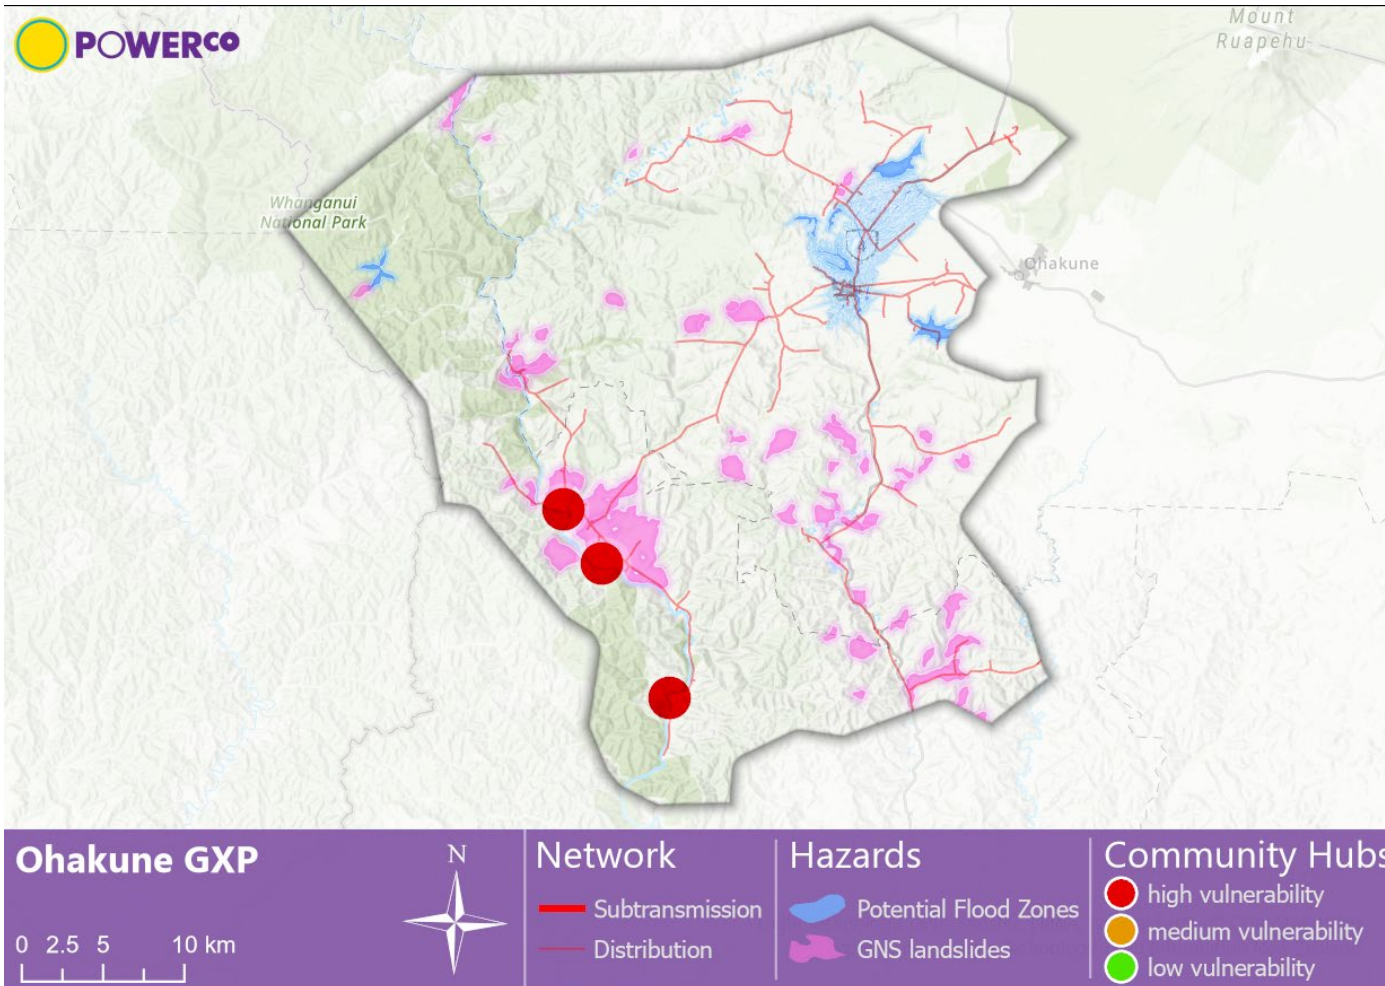 POWERCO
Mount
Ruapehu
Whanganui
National Park
Ohakune
Ohakune GXP
N
0 2.5 5 10 km
Network
Subtransmission
Distribution
Hazards
Potential Flood Zones
GNS landslides
Community Hubs
high vulnerability
medium vulnerability
low vulnerability